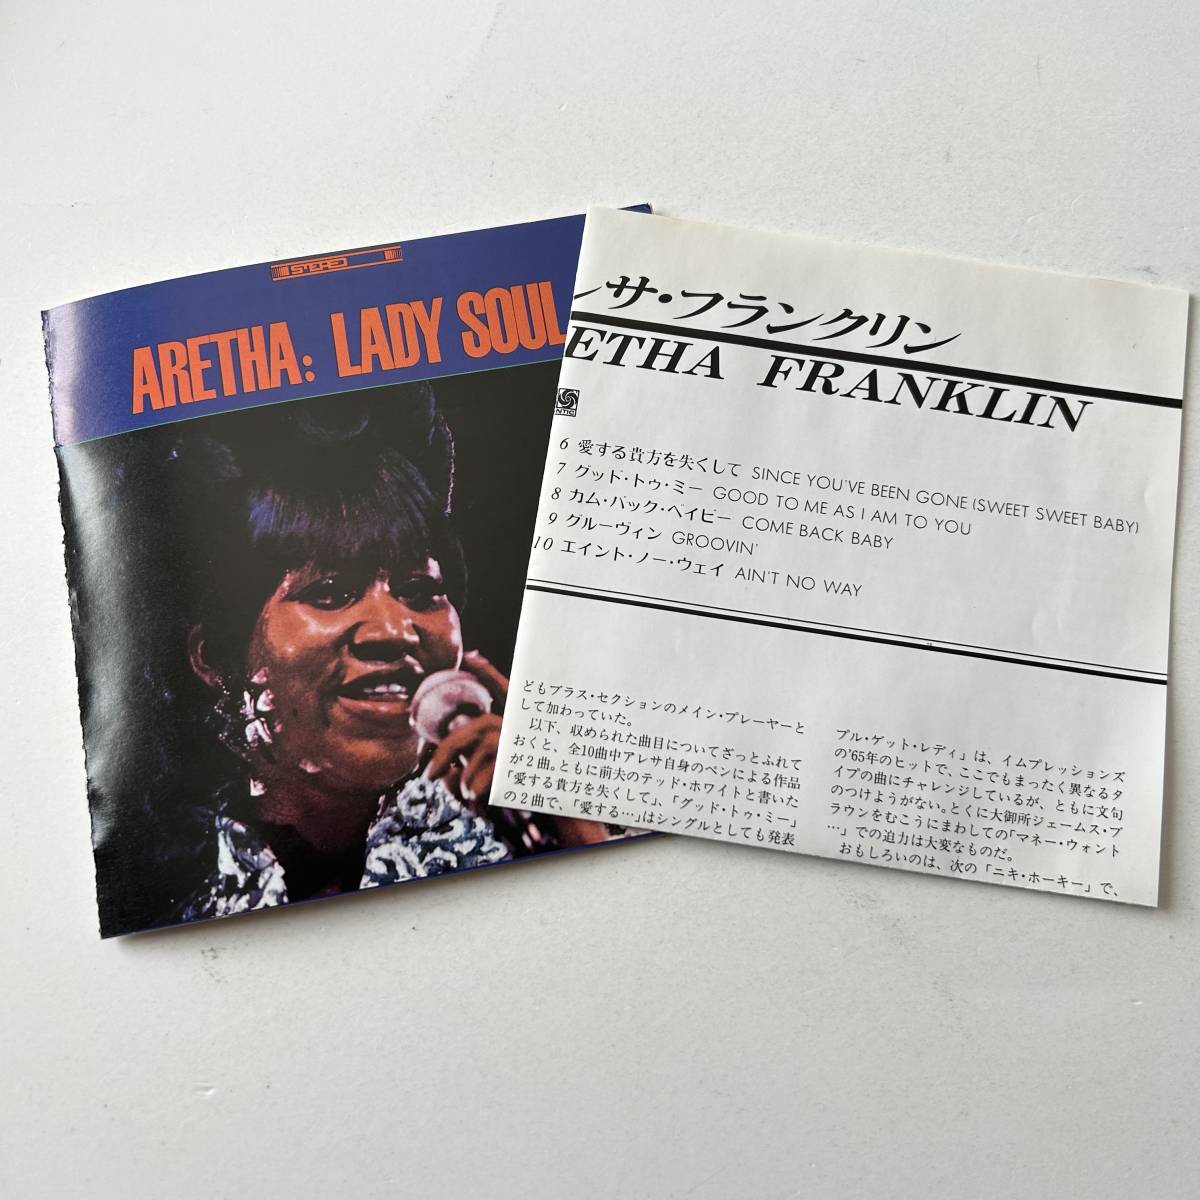 STEREO
ARETHA: LADY SOUL
レサ・フランクリン
ETHA FRANKLIN
NTIC
6 愛する貴方を失くして SINCE YOU'VE BEEN GONE (SWEET SWEET BABY)
7 グッド・トゥ・ミー GOOD TO ME AS I AM TO YOU
8 カム・バック・ベイビー COME BACK BABY
9 グルーヴィン GROOVIN'
10 エイント・ノー・ウェイ AIN'T NO WAY
どもブラス・セクションのメイン・プレーヤーと
して加わっていた。
以下、収められた曲目についてざっとふれて
おくと、全10曲中アレサ自身のペンによる作品
が2曲。ともに前夫のテッド・ホワイトと書いた
「愛する貴方を失くして」、「グッド・トゥ・ミー」
の2曲で、「愛する…」はシングルとしても発表
プル・ゲット・レディ」は、イムプレッションズ
の'65年のヒットで、ここでもまったく異なるタ
イプの曲にチャレンジしているが、ともに文句
のつけようがない。とくに大御所ジェームス・ブ
ラウンをむこうにまわしての「マネー・ウォント
…」での迫力は大変なものだ。
おもしろいのは、次の「ニキ・ホーキー」で、